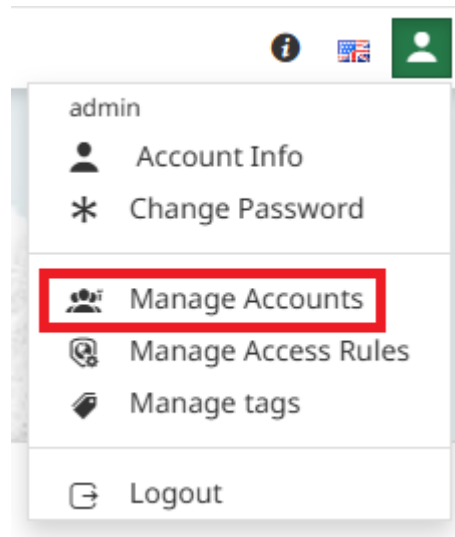 admin
Account Info
Change Password
Manage Accounts
Manage Access Rules
Manage tags
Logout